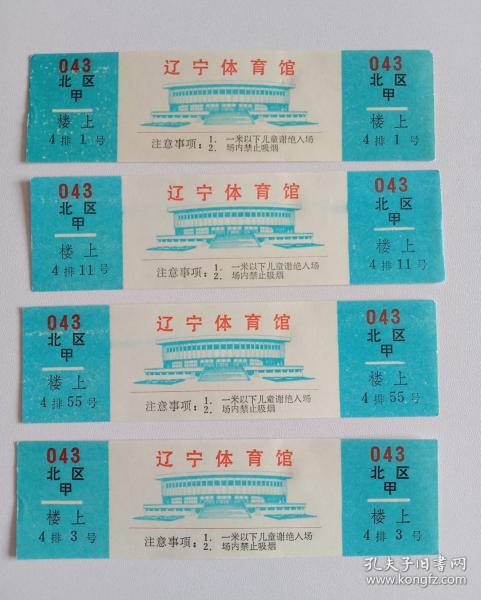 043
北区
甲
楼上
4排1号
辽宁体育馆
注意事项：1. 一米以下儿童谢绝入场
2. 场内禁止吸烟
043
北区
甲
楼上
4排1号
043
北区
甲
楼上
4排11号
辽宁体育馆
注意事项：1. 一米以下儿童谢绝入场
2. 场内禁止吸烟
043
北区
甲
楼上
4排11号
043
北区
甲
楼上
4排55号
辽宁体育馆
注意事项：1. 一米以下儿童谢绝入场
2. 场内禁止吸烟
043
北区
甲
楼上
4排55号
043
北区
甲
楼上
4排3号
辽宁体育馆
注意事项：1. 一米以下儿童谢绝入场
2. 场内禁止吸烟
043
北区
甲
楼上
4排3号
孔夫子旧书网
www.kongfz.com